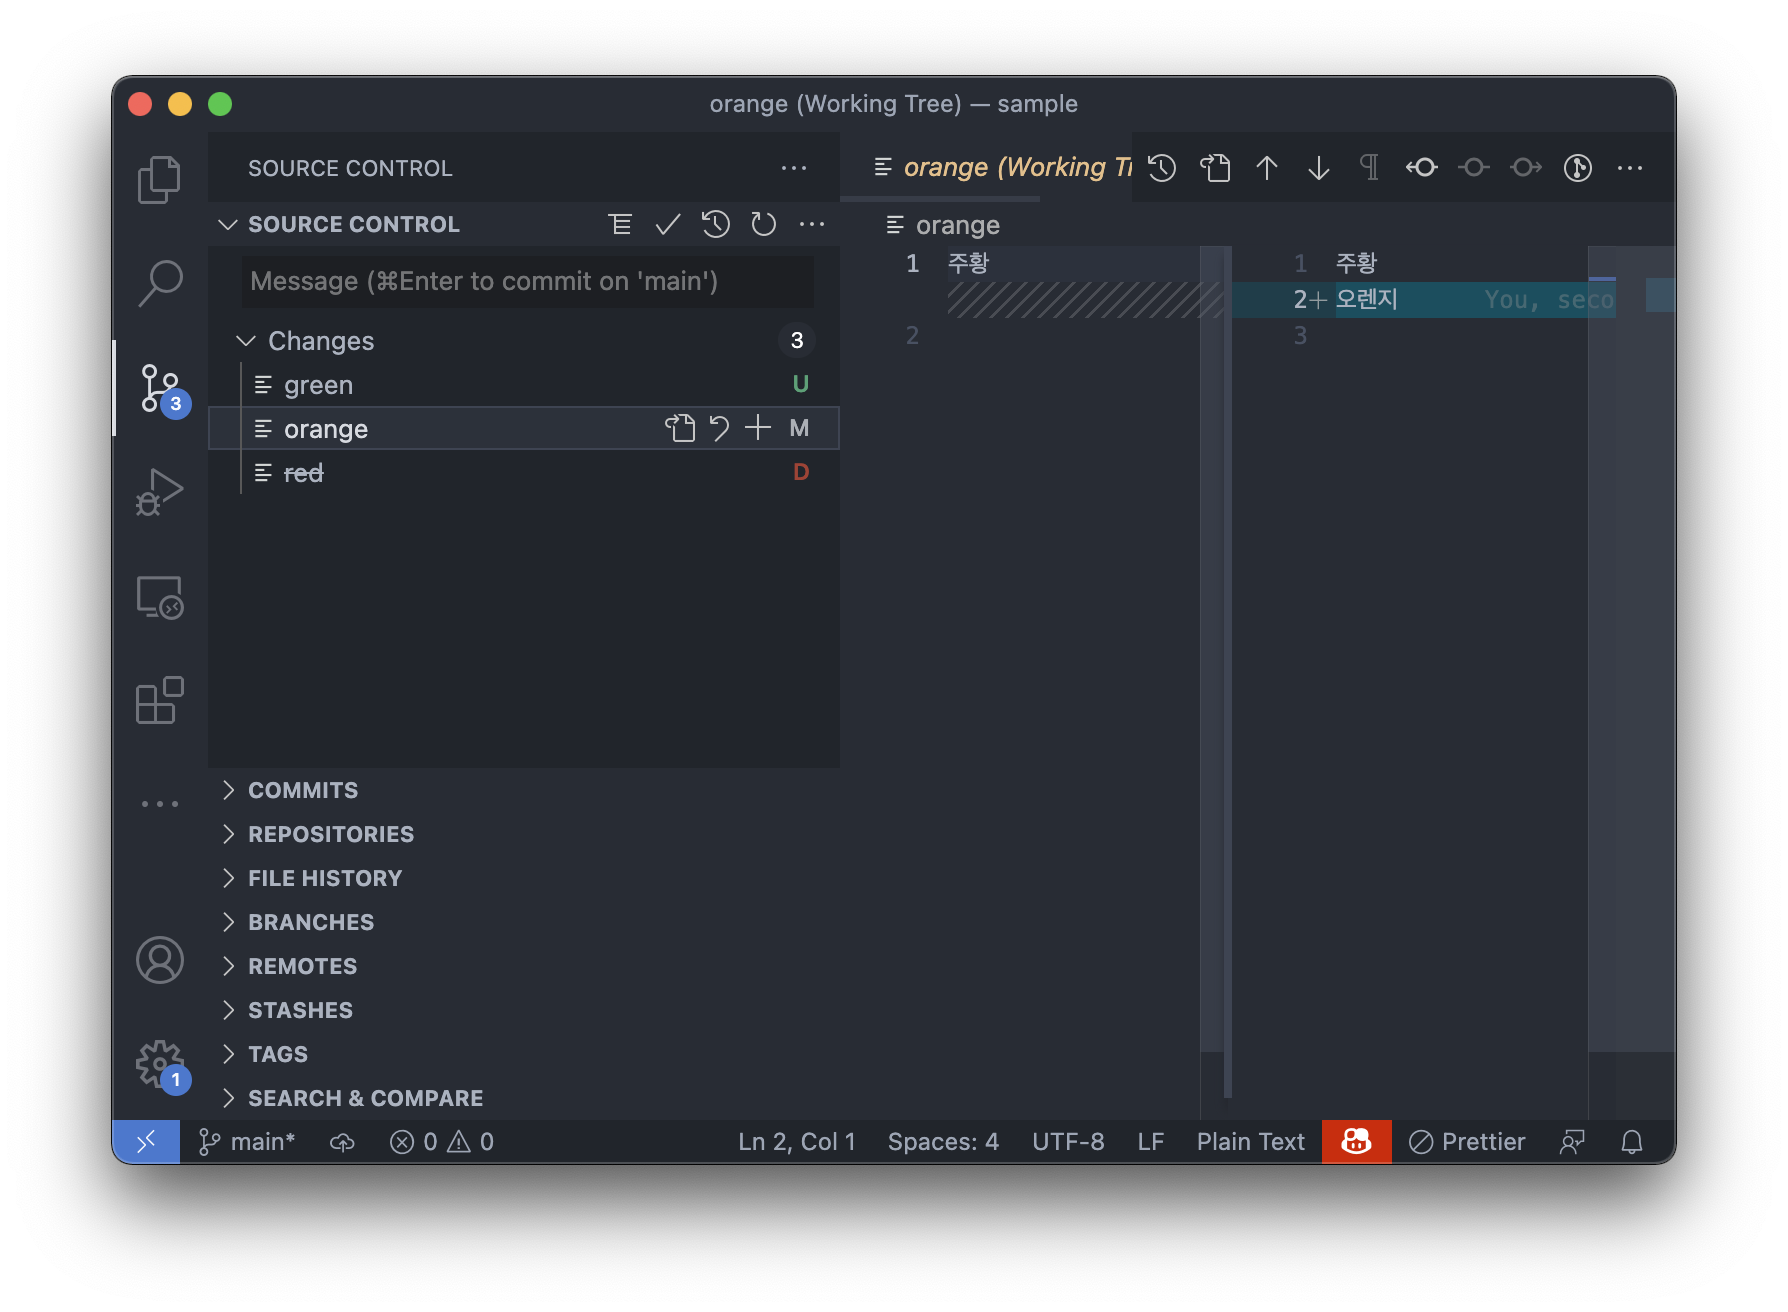 orange (Working Tree) — sample
SOURCE CONTROL
SOURCE CONTROL
Message (⌘Enter to commit on 'main')
Changes 3
green U
orange M
red D
COMMITS
REPOSITORIES
FILE HISTORY
BRANCHES
REMOTES
STASHES
TAGS
SEARCH & COMPARE
3
1
orange (Working Tr
orange
1 주황
2
1 주황
2+ 오렌지 You, seco
3
main* 0 0 Ln 2, Col 1 Spaces: 4 UTF-8 LF Plain Text Prettier